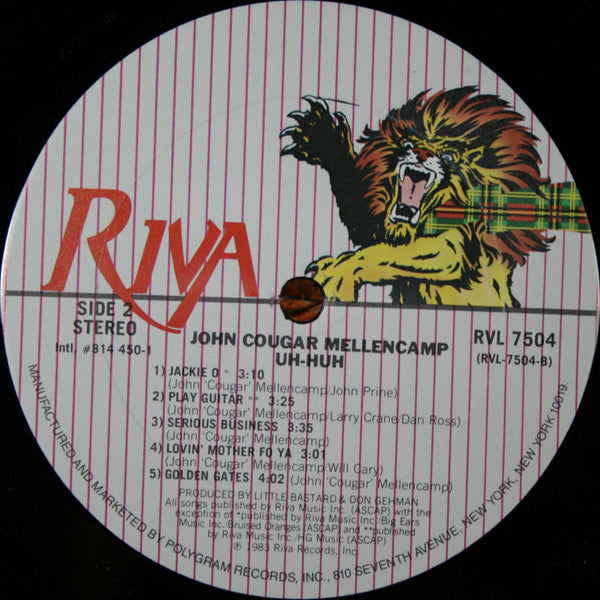 RIVA
SIDE 2
STEREO
Intl. #814 450-1
JOHN COUGAR MELLENCAMP
UH-HUH
RVL 7504
(RVL-7504-B)
1) JACKIE O * 3:10
(John 'Cougar' Mellencamp/John Prine)
2) PLAY GUITAR ** 3:25
(John 'Cougar' Mellencamp/Larry Crane/Dan Ross)
3) SERIOUS BUSINESS 3:35
(John 'Cougar' Mellencamp)
4) LOVIN' MOTHER FO YA 3:01
(John 'Cougar' Mellencamp/Will Cary)
5) GOLDEN GATES 4:02 (John 'Cougar' Mellencamp)
PRODUCED BY LITTLE BASTARD & DON GEHMAN
All songs published by Riva Music Inc. (ASCAP) with the
exception of *published by Riva Music Inc./Big Ears
Music Inc./Bruised Oranges (ASCAP) and **published
by Riva Music Inc./HG Music (ASCAP)
℗ 1983 Riva Records, Inc.
MANUFACTURED AND MARKETED BY POLYGRAM RECORDS, INC., 810 SEVENTH AVENUE, NEW YORK, NEW YORK 10019.